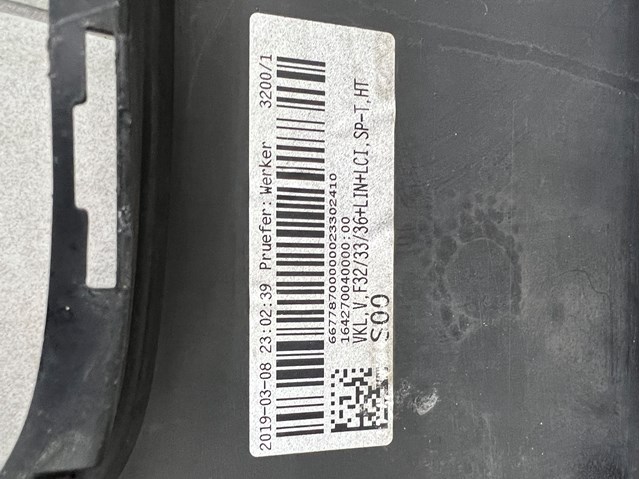 2019-03-08 23:02:39 Pruefer: Werker 3200/1
6677870000000023302410
164270040000:00
VKL,V,F32/33/36+LIN+LCI,SP-T,HT
S00